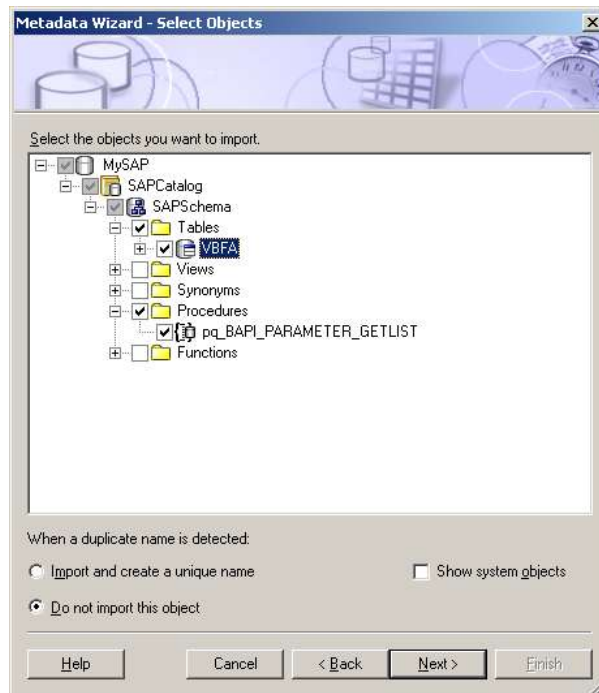 Metadata Wizard - Select Objects
Select the objects you want to import.
MySAP
SAPCatalog
SAPSchema
Tables
VBFA
Views
Synonyms
Procedures
pq_BAPI_PARAMETER_GETLIST
Functions
When a duplicate name is detected:
Import and create a unique name
Show system objects
Do not import this object
Help Cancel < Back Next > Finish